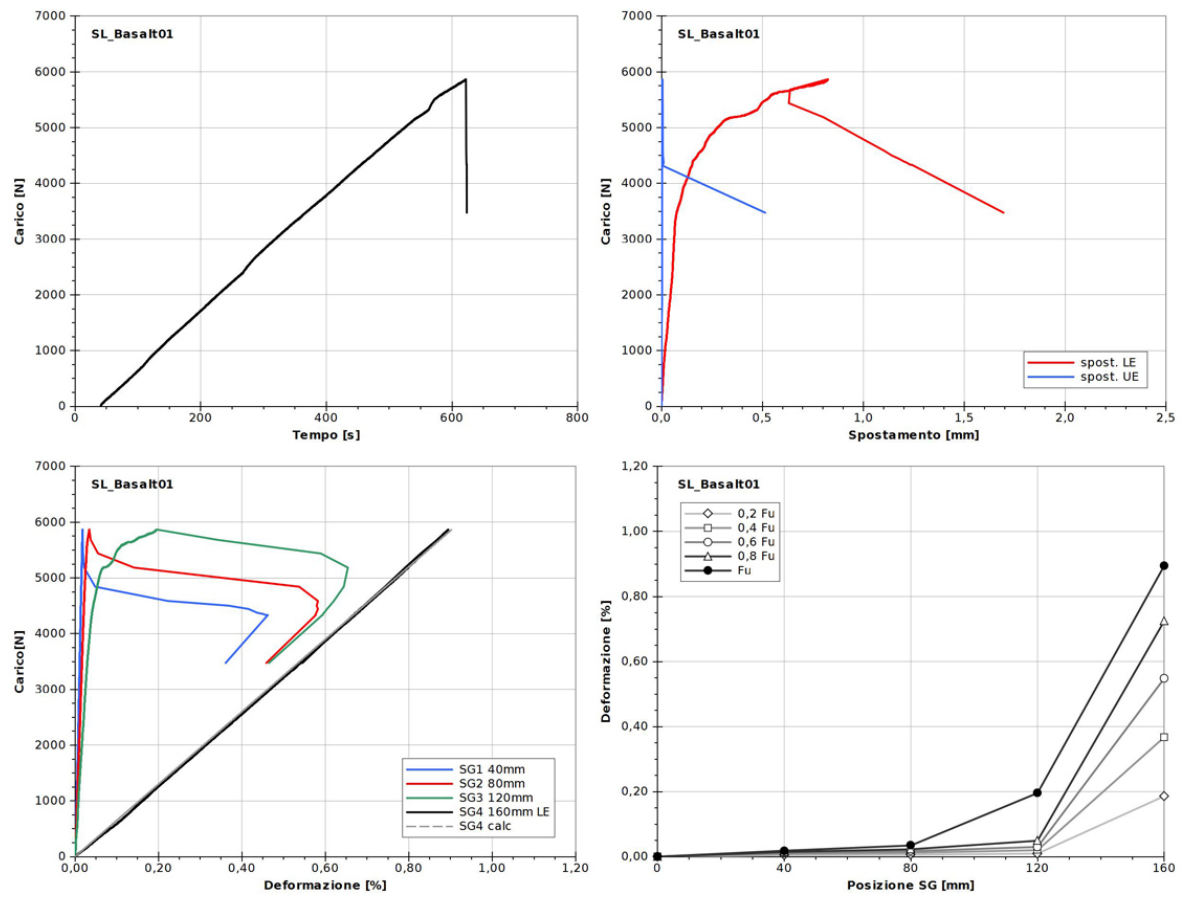 7000
6000
5000
4000
3000
2000
1000
0
Carico [N]
SL_Basalt01
200
400
600
800
Tempo [s]
7000
6000
5000
4000
3000
2000
1000
0
Carico [N]
SL_Basalt01
spost. LE
spost. UE
0,0
0,5
1,0
1,5
2,0
2,5
Spostamento [mm]
7000
6000
5000
4000
3000
2000
1000
0
Carico[N]
SL_Basalt01
SG1 40mm
SG2 80mm
SG3 120mm
SG4 160mm LE
SG4 calc
0,00
0,20
0,40
0,60
0,80
1,00
1,20
Deformazione [%]
1,20
1,00
0,80
0,60
0,40
0,20
0,00
Deformazione [%]
SL_Basalt01
0,2 Fu
0,4 Fu
0,6 Fu
0,8 Fu
Fu
0
40
80
120
160
Posizione SG [mm]